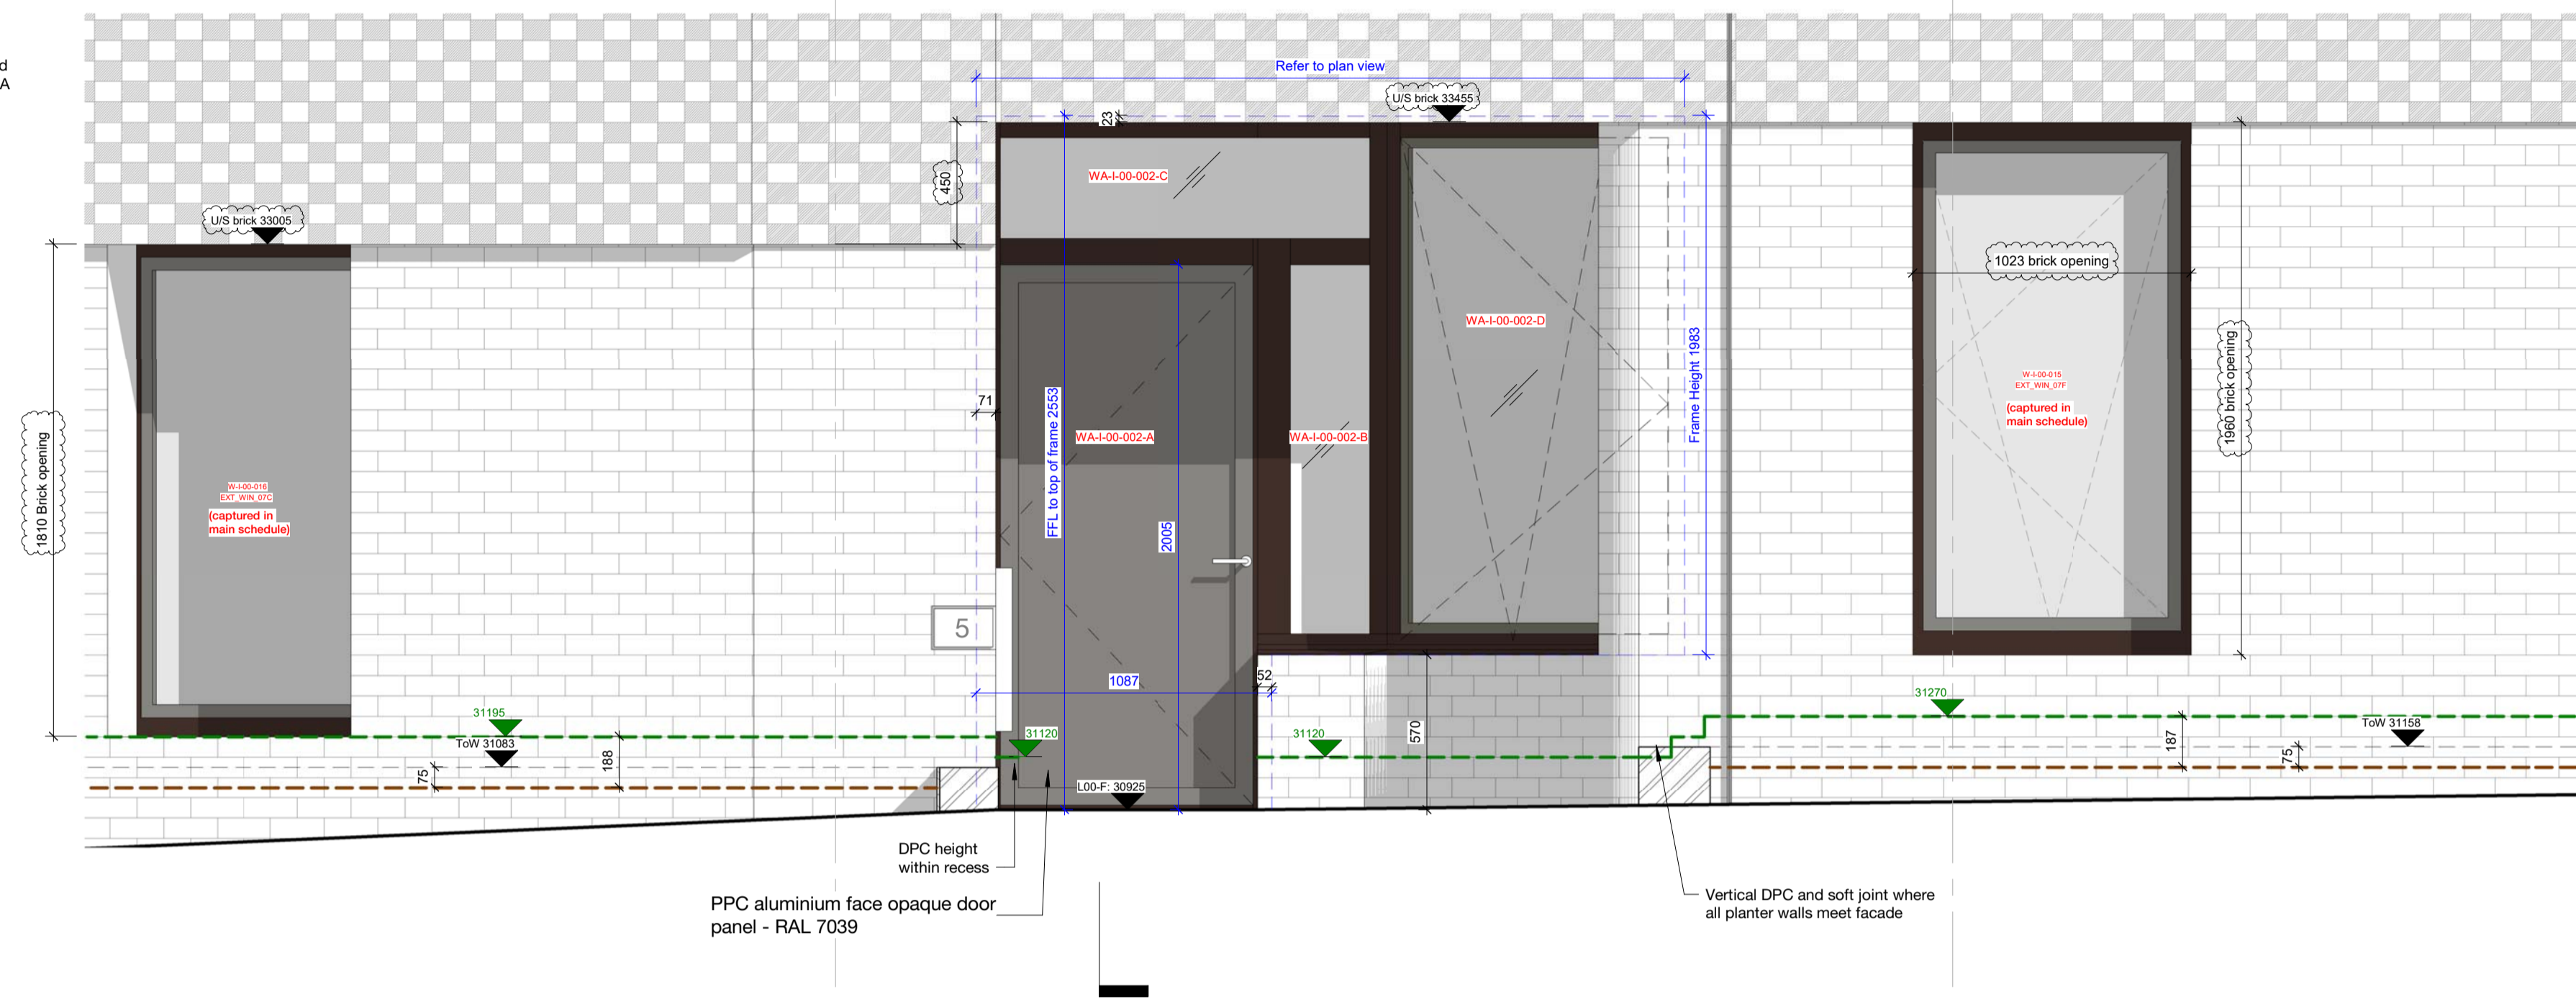 d
A
Refer to plan view
U/S brick 33455
23
450
WA-I-00-002-C
U/S brick 33005
1023 brick opening
WA-I-00-002-D
Frame Height 1983
1960 brick opening
W-I-00-015
EXT_WIN_07F
(captured in
main schedule)
71
FFL to top of frame 2553
WA-I-00-002-A
WA-I-00-002-B
1810 Brick opening
W-I-00-016
EXT_WIN_07C
(captured in
main schedule)
2005
5
1087
52
31270
31195
ToW 31083
188
75
31120
31120
570
ToW 31158
187
75
L00-F: 30925
DPC height
within recess
PPC aluminium face opaque door
panel - RAL 7039
Vertical DPC and soft joint where
all planter walls meet facade